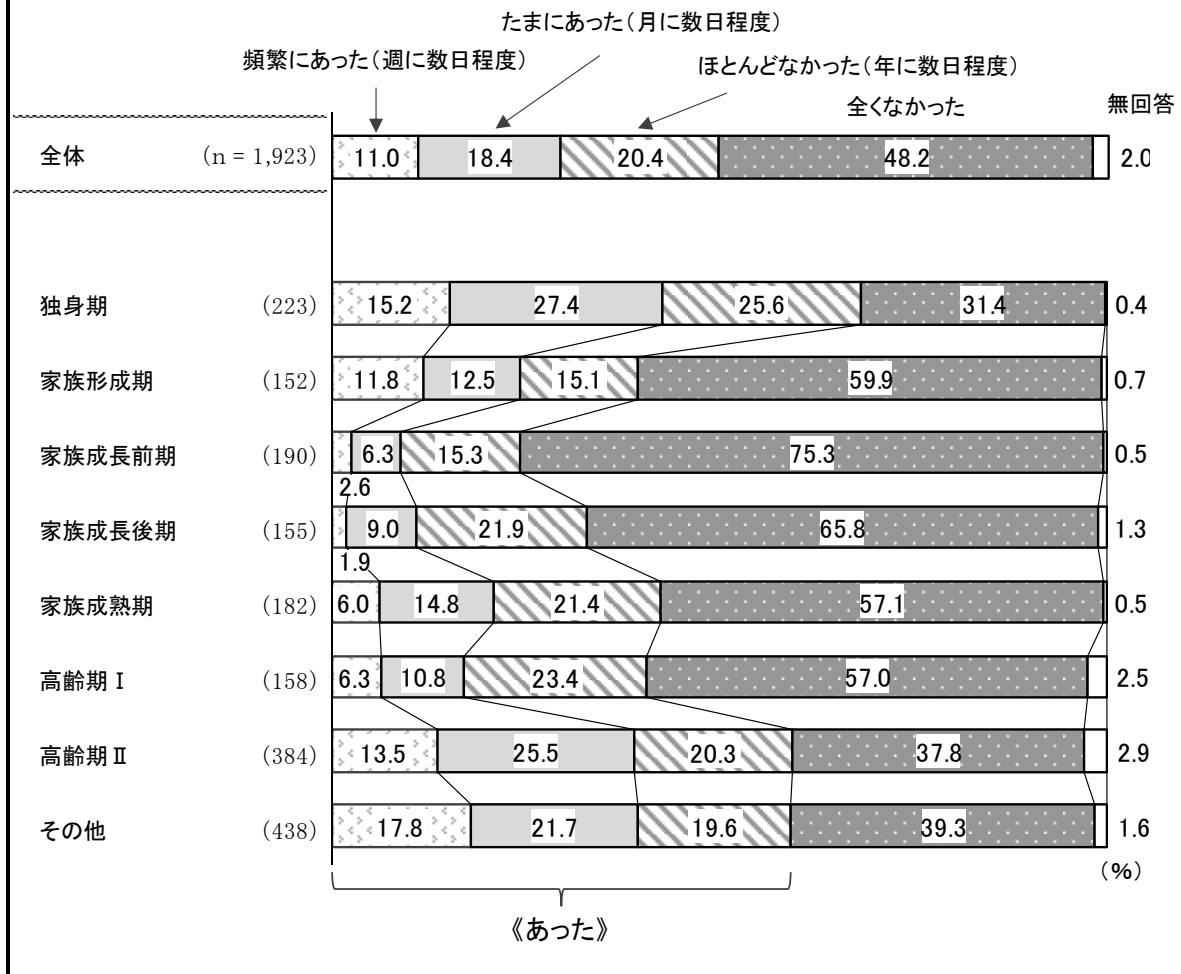 たまにあった(月に数日程度)
頻繁にあった(週に数日程度)
ほとんどなかった(年に数日程度)
全くなかった
無回答
全体 (n = 1,923) 11.0 18.4 20.4 48.2 2.0
独身期 (223) 15.2 27.4 25.6 31.4 0.4
家族形成期 (152) 11.8 12.5 15.1 59.9 0.7
家族成長前期 (190) 6.3 15.3 75.3 0.5
2.6
家族成長後期 (155) 9.0 21.9 65.8 1.3
1.9
家族成熟期 (182) 6.0 14.8 21.4 57.1 0.5
高齢期Ⅰ (158) 6.3 10.8 23.4 57.0 2.5
高齢期Ⅱ (384) 13.5 25.5 20.3 37.8 2.9
その他 (438) 17.8 21.7 19.6 39.3 1.6
(%)
《あった》